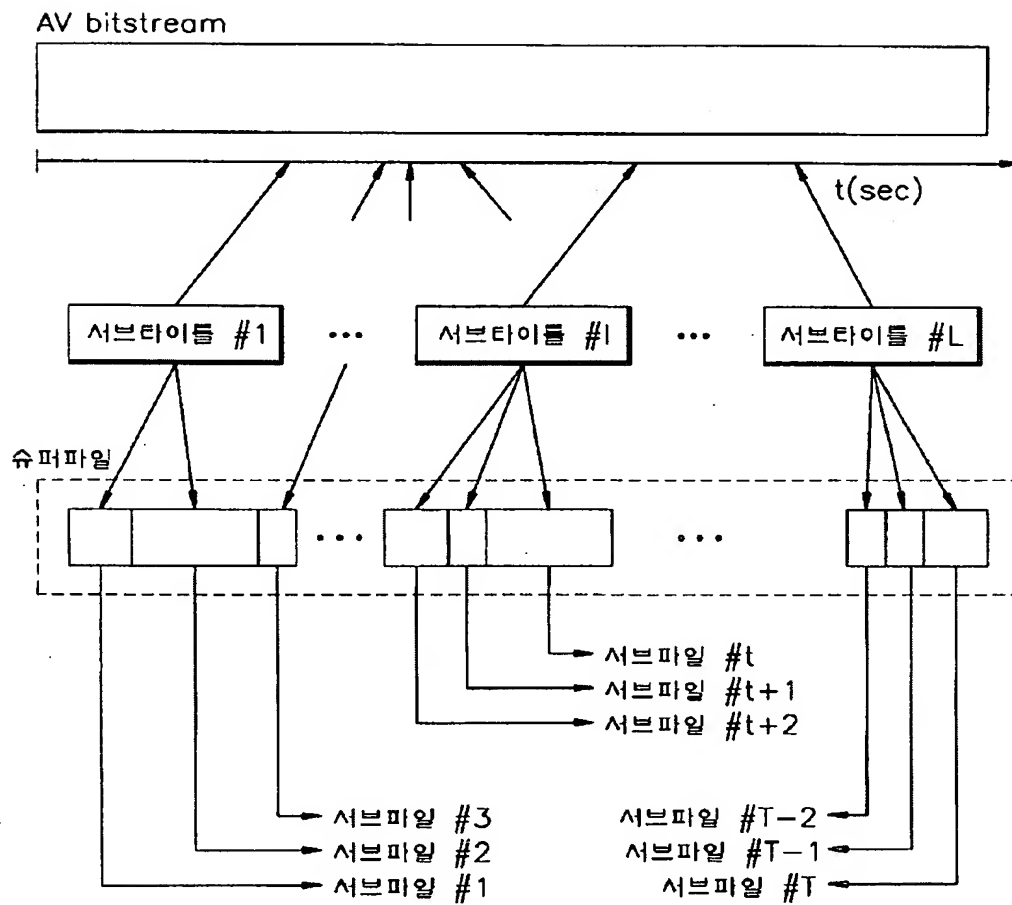 AV bitstream
t(sec)
서브타이틀 #1 ... 서브타이틀 #l ... 서브타이틀 #L
슈퍼파일
... ...
서브파일 #t
서브파일 #t+1
서브파일 #t+2
서브파일 #3
서브파일 #2
서브파일 #1
서브파일 #T-2
서브파일 #T-1
서브파일 #T